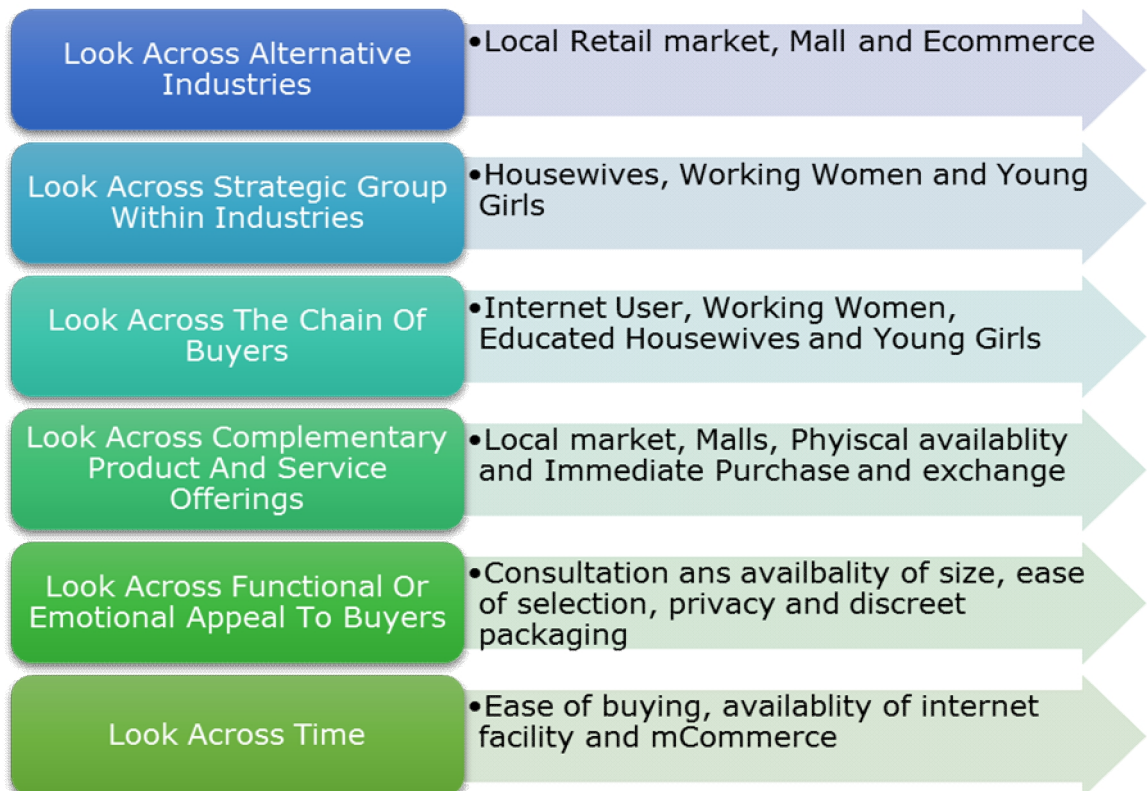 Look Across Alternative
Industries
•Local Retail market, Mall and Ecommerce
Look Across Strategic Group
Within Industries
•Housewives, Working Women and Young
Girls
Look Across The Chain Of
Buyers
•Internet User, Working Women,
Educated Housewives and Young Girls
Look Across Complementary
Product And Service
Offerings
•Local market, Malls, Phyiscal availablity
and Immediate Purchase and exchange
Look Across Functional Or
Emotional Appeal To Buyers
•Consultation ans availbality of size, ease
of selection, privacy and discreet
packaging
Look Across Time
•Ease of buying, availablity of internet
facility and mCommerce